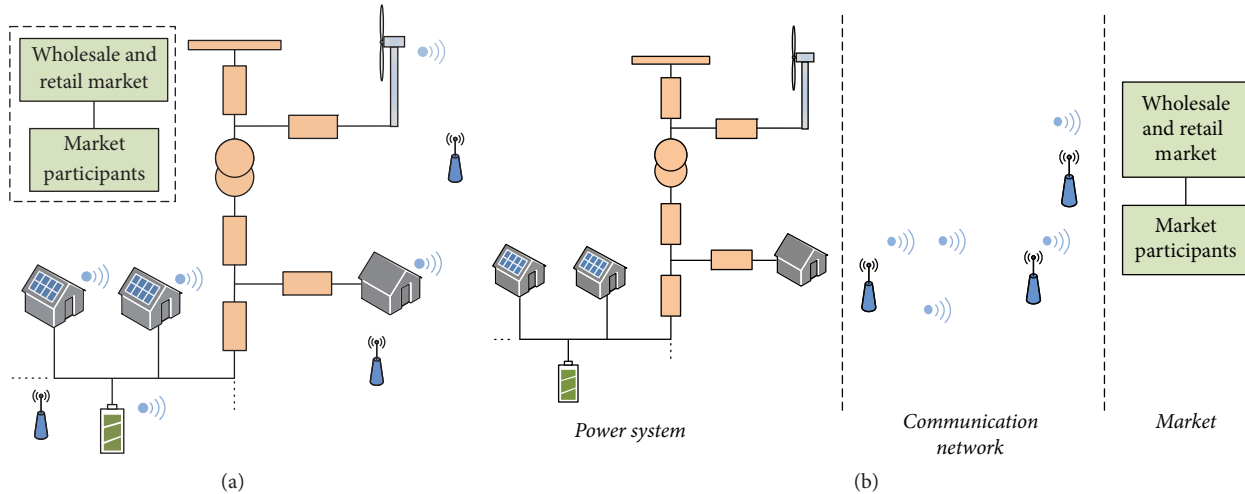 Wholesale and
retail market
Market
participants
(a)
Wholesale
and retail
market
Market
participants
Power system
Communication
network
Market
(b)